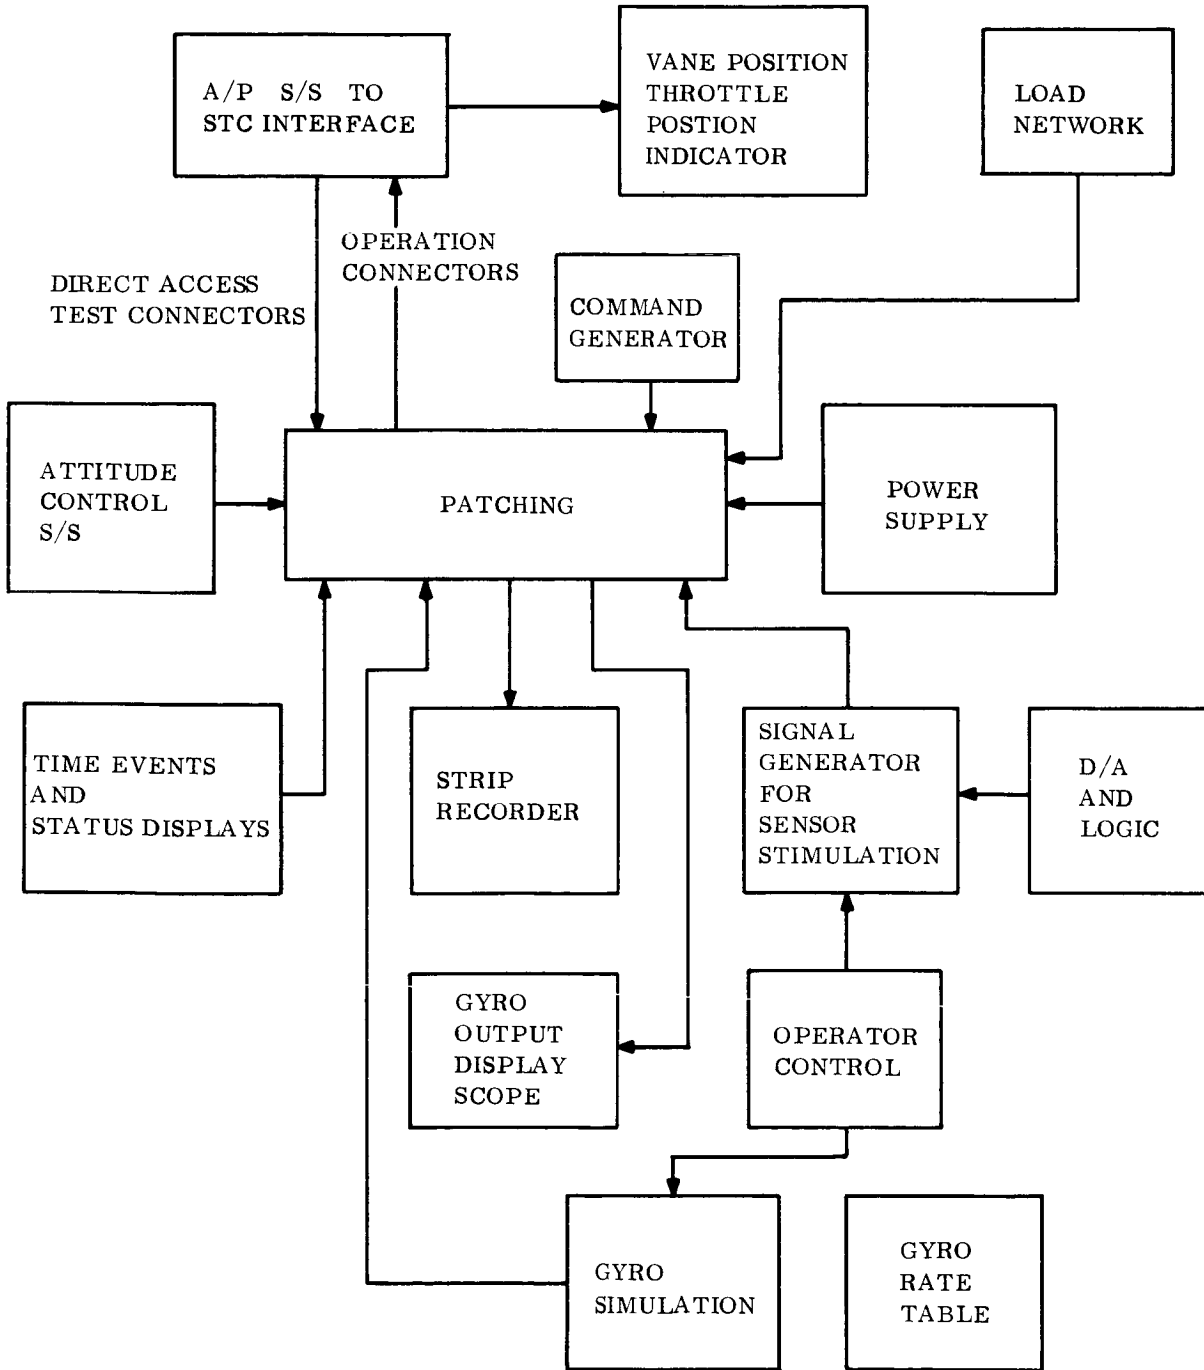 A/P S/S TO
STC INTERFACE
VANE POSITION
THROTTLE
POSTION
INDICATOR
LOAD
NETWORK
OPERATION
CONNECTORS
DIRECT ACCESS
TEST CONNECTORS
COMMAND
GENERATOR
ATTITUDE
CONTROL
S/S
PATCHING
POWER
SUPPLY
TIME EVENTS
AND
STATUS DISPLAYS
STRIP
RECORDER
SIGNAL
GENERATOR
FOR
SENSOR
STIMULATION
D/A
AND
LOGIC
GYRO
OUTPUT
DISPLAY
SCOPE
OPERATOR
CONTROL
GYRO
SIMULATION
GYRO
RATE
TABLE